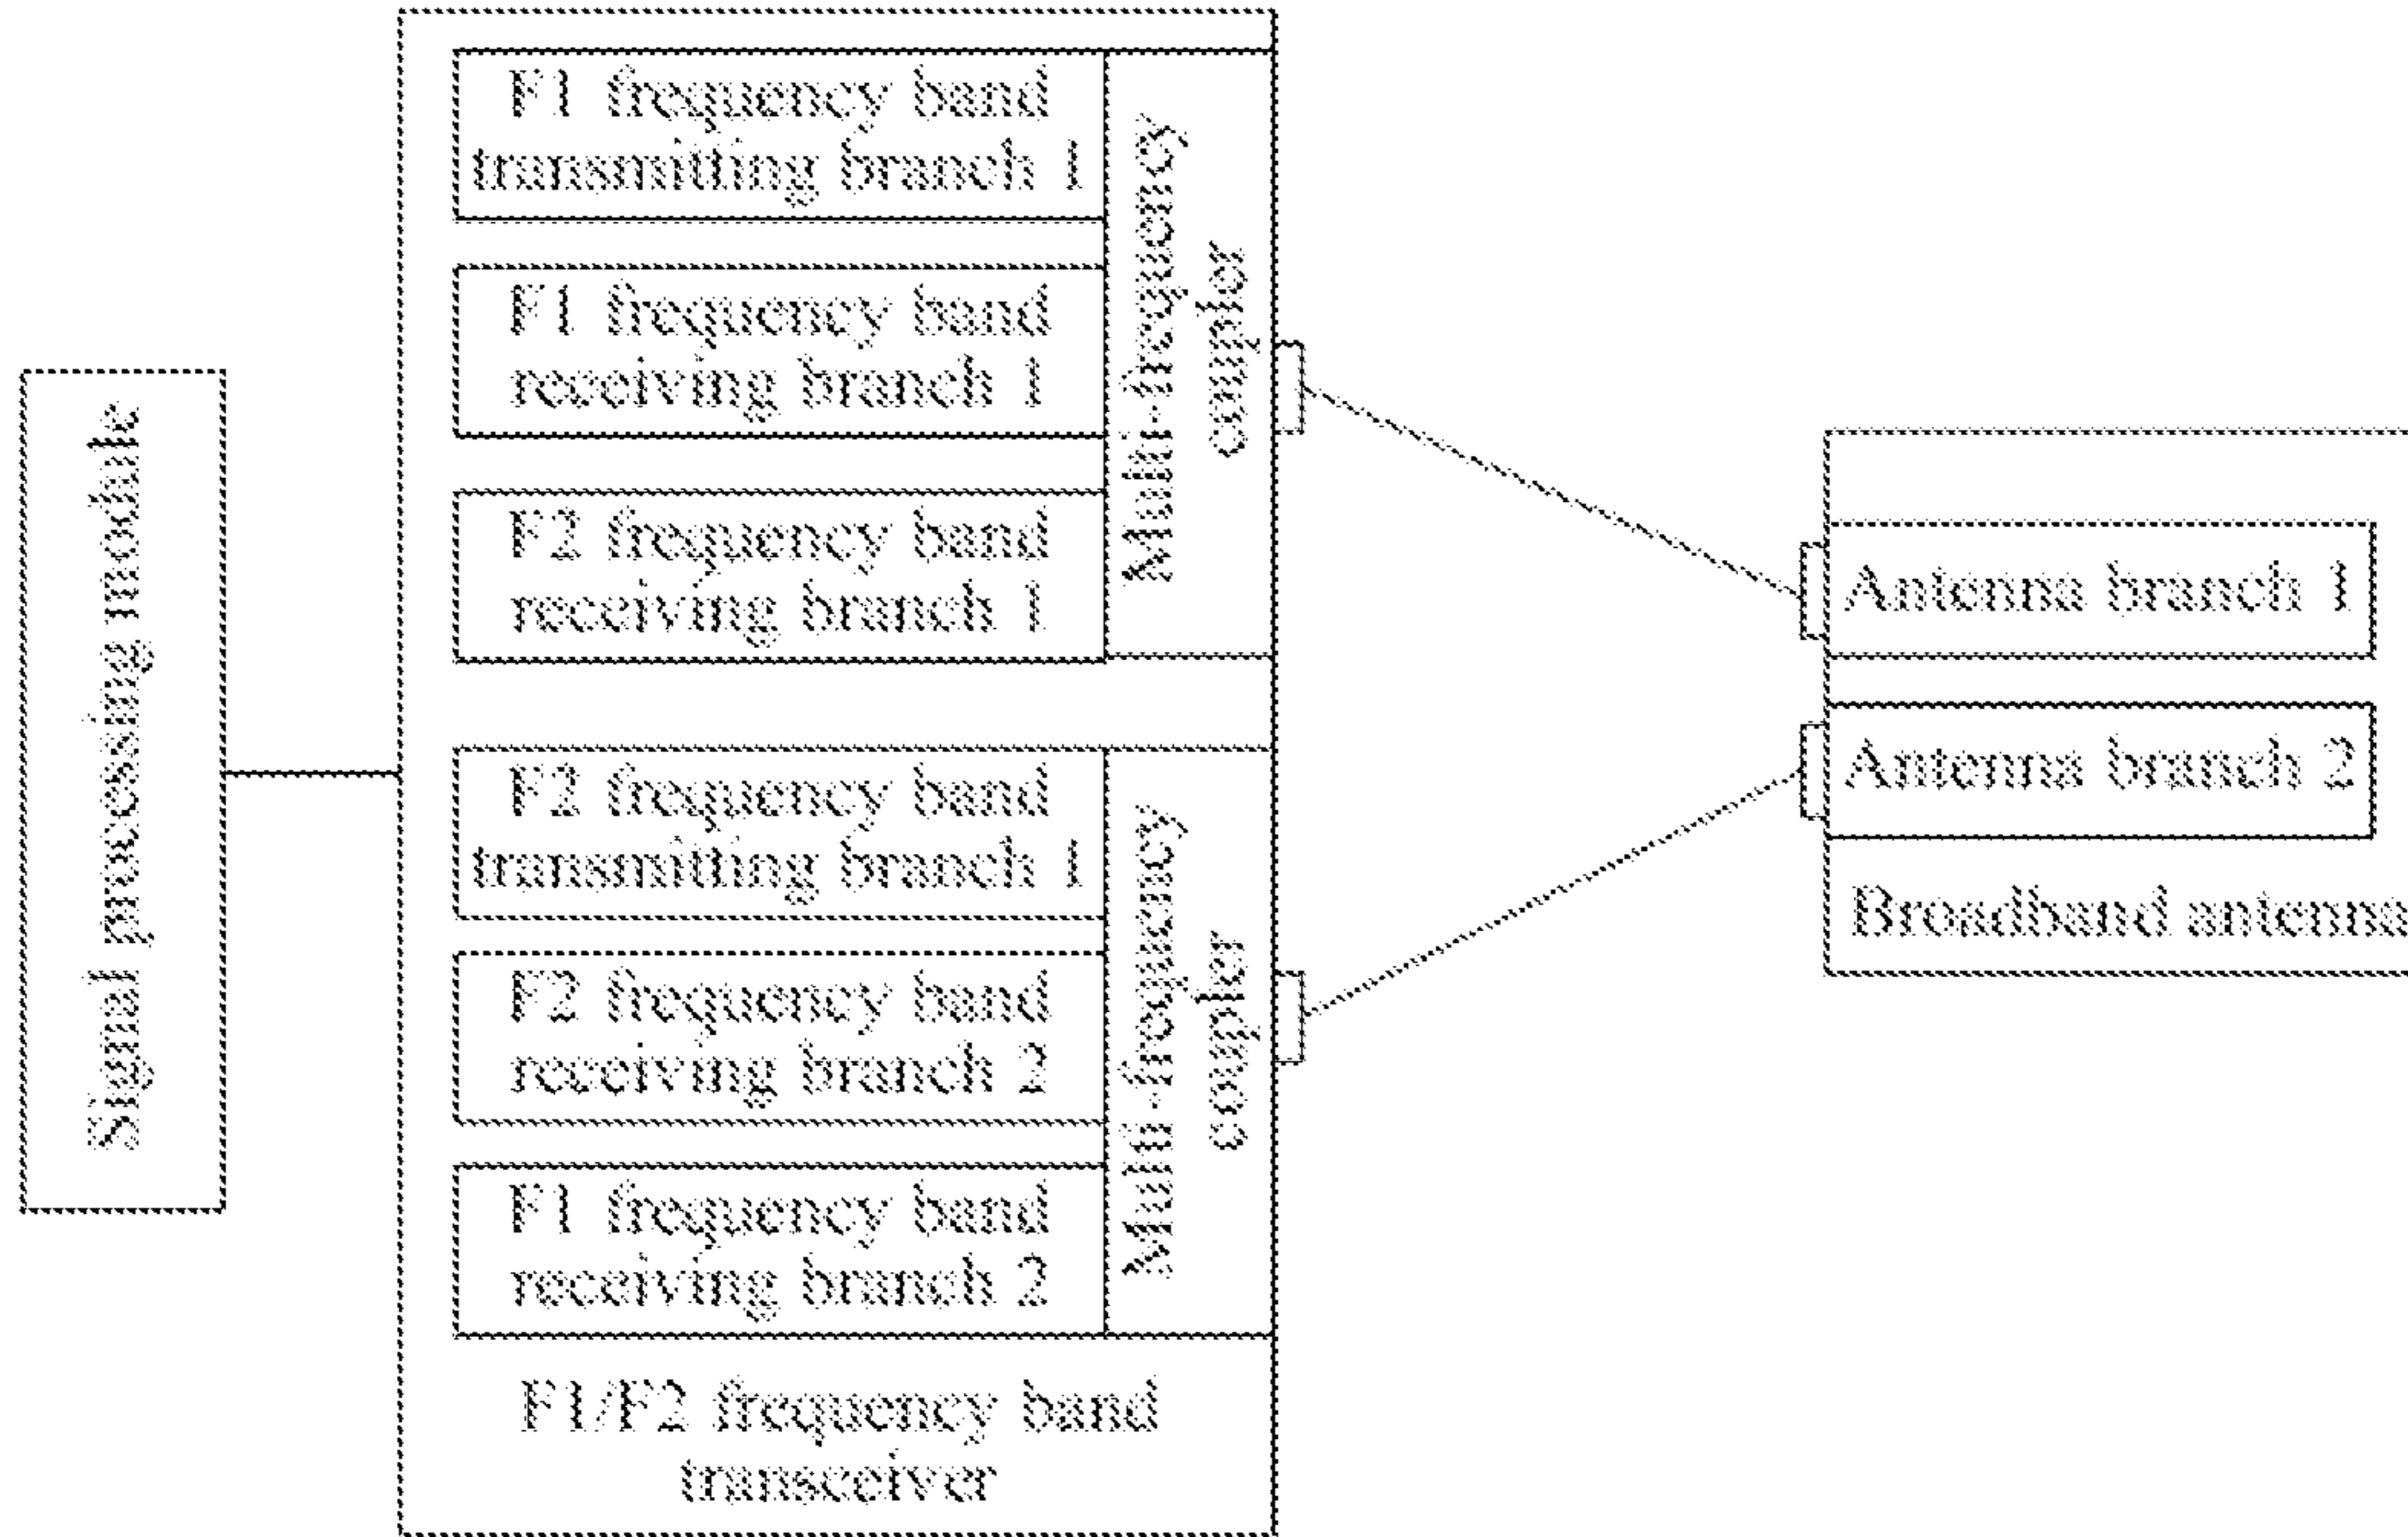 Signal processing module
F1 frequency band
transmitting branch 1
F1 frequency band
receiving branch 1
F2 frequency band
receiving branch 1
Multi-frequency
coupler
F2 frequency band
transmitting branch 1
F2 frequency band
receiving branch 2
F1 frequency band
receiving branch 2
Multi-frequency
coupler
F1/F2 frequency band
transceiver
Antenna branch 1
Antenna branch 2
Broadband antenna